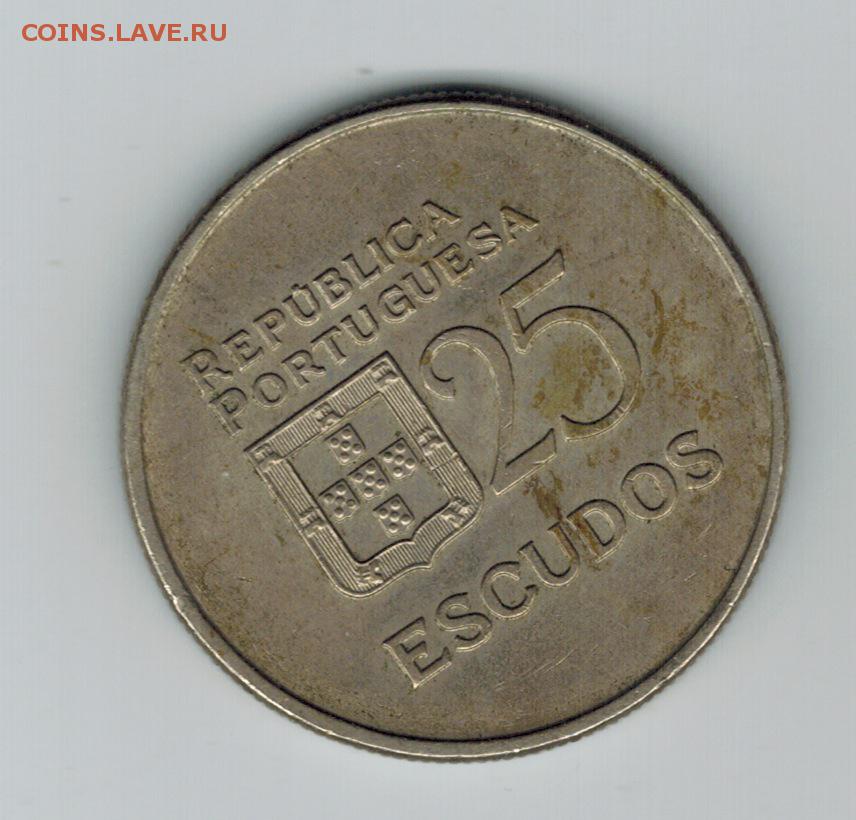 COINS.LAVE.RU
REPÚBLICA
PORTUGUESA
25
ESCUDOS